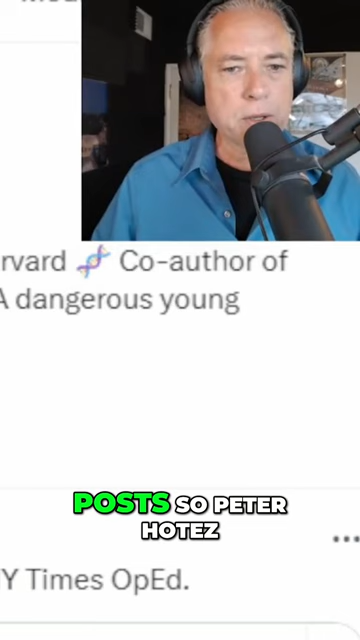 rvard 🧬 Co-author of
A dangerous young
POSTS SO PETER
HOTEZ
Y Times OpEd.